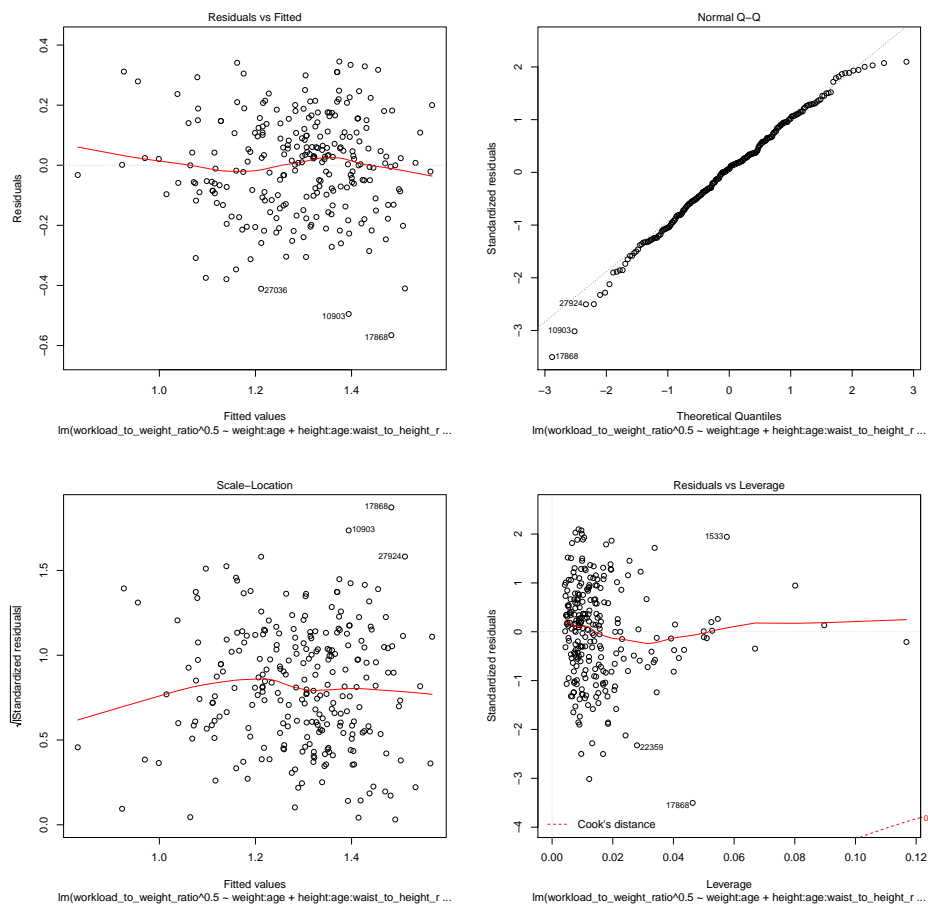 Residuals vs Fitted
Residuals
0.4
0.2
0.0
−0.2
−0.4
−0.6
27036
10903
17868
1.0 1.2 1.4
Fitted values
lm(workload_to_weight_ratio^0.5 ~ weight:age + height:age:waist_to_height_r ...
Normal Q−Q
Standardized residuals
2
1
0
−1
−2
−3
27924
10903
17868
−3 −2 −1 0 1 2 3
Theoretical Quantiles
lm(workload_to_weight_ratio^0.5 ~ weight:age + height:age:waist_to_height_r ...
Scale−Location
√|Standardized residuals|
1.5
1.0
0.5
0.0
17868
10903
27924
1.0 1.2 1.4
Fitted values
lm(workload_to_weight_ratio^0.5 ~ weight:age + height:age:waist_to_height_r ...
Residuals vs Leverage
Standardized residuals
2
1
0
−1
−2
−3
−4
1533
22359
17868
Cook's distance
0.00 0.02 0.04 0.06 0.08 0.10 0.12
Leverage
lm(workload_to_weight_ratio^0.5 ~ weight:age + height:age:waist_to_height_r ...